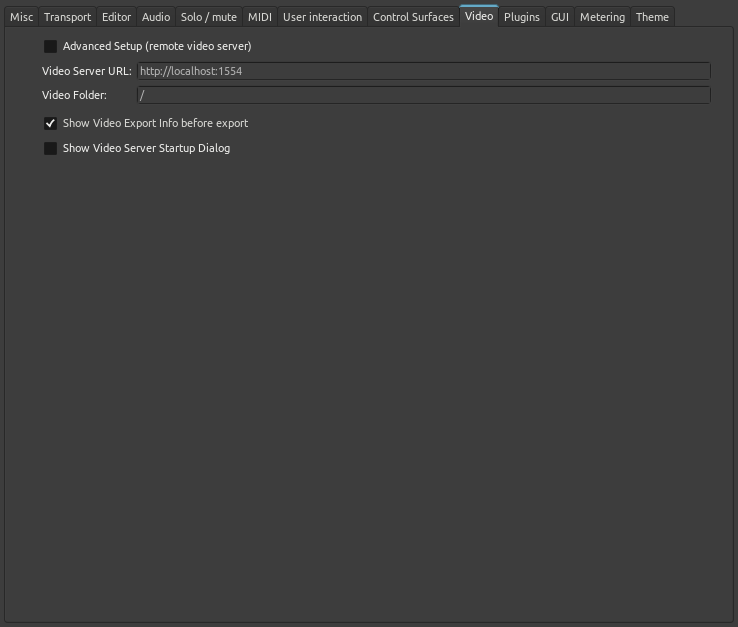 Misc Transport Editor Audio Solo / mute MIDI User interaction Control Surfaces Video Plugins GUI Metering Theme
Advanced Setup (remote video server)
Video Server URL: http://localhost:1554
Video Folder: /
Show Video Export Info before export
Show Video Server Startup Dialog